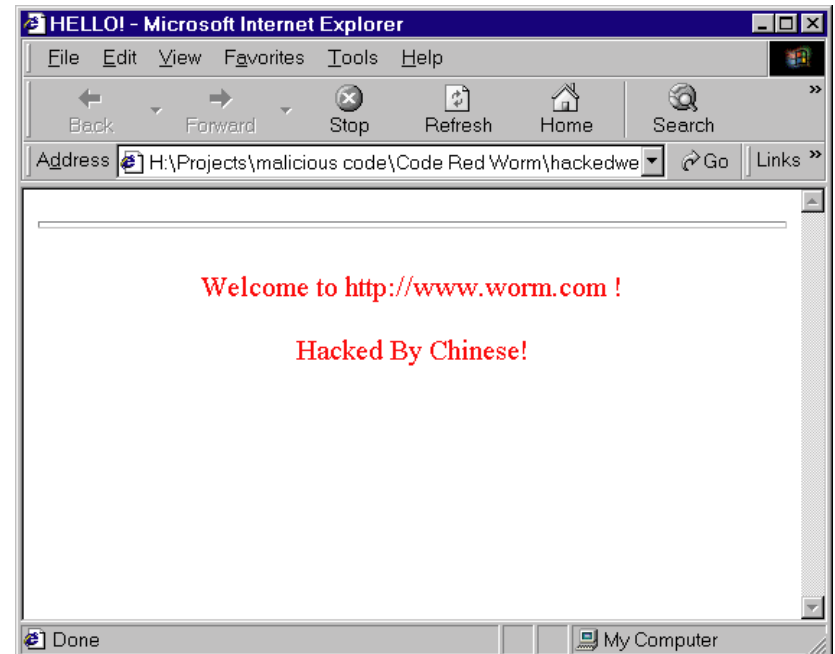 HELLO! - Microsoft Internet Explorer
File Edit View Favorites Tools Help
»
Back Forward Stop Refresh Home Search
Address H:\Projects\malicious code\Code Red Worm\hackedwe Go Links »
Welcome to http://www.worm.com !
Hacked By Chinese!
Done My Computer